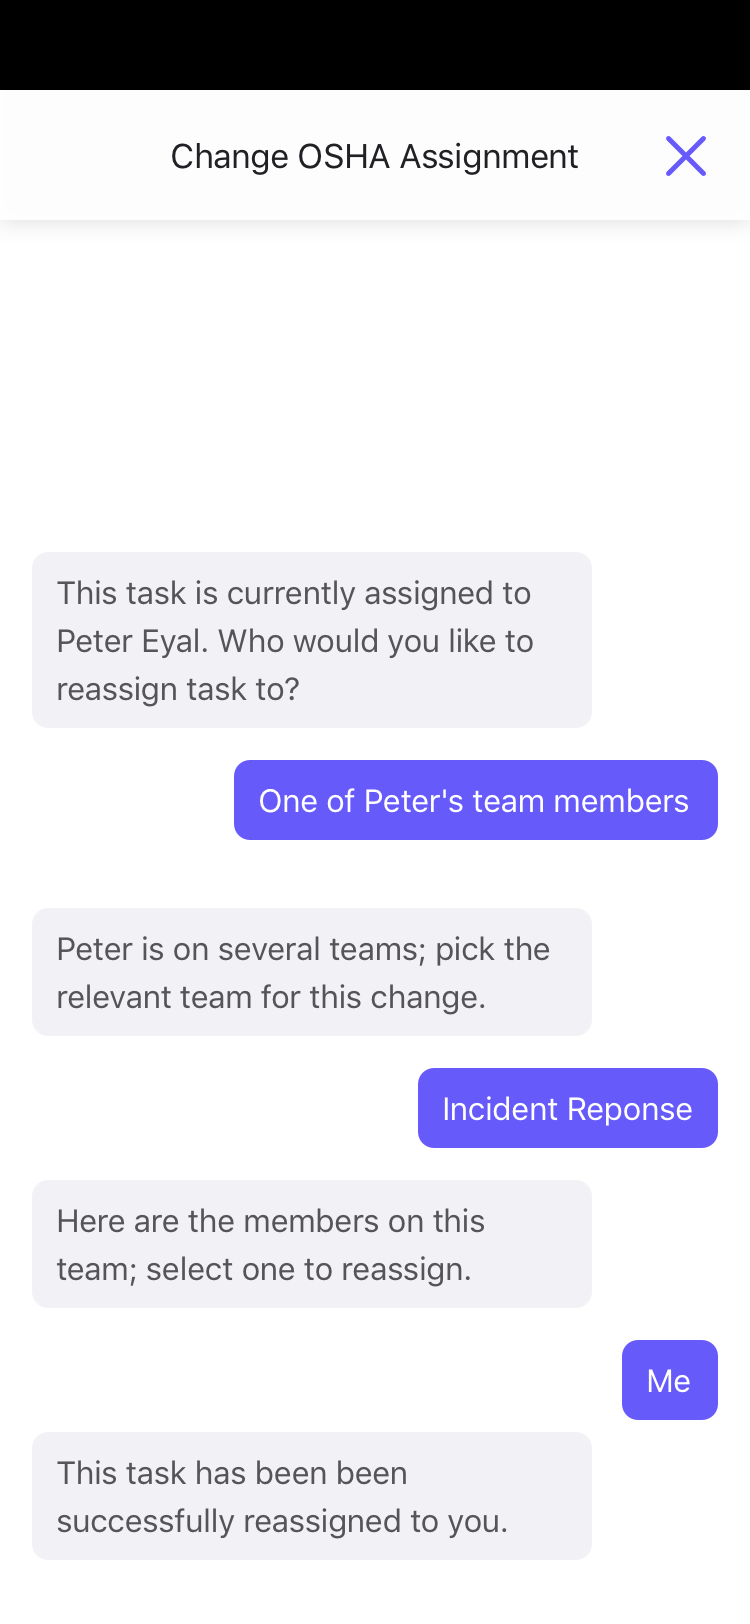 Change OSHA Assignment
This task is currently assigned to
Peter Eyal. Who would you like to
reassign task to?
One of Peter's team members
Peter is on several teams; pick the
relevant team for this change.
Incident Reponse
Here are the members on this
team; select one to reassign.
Me
This task has been been
successfully reassigned to you.